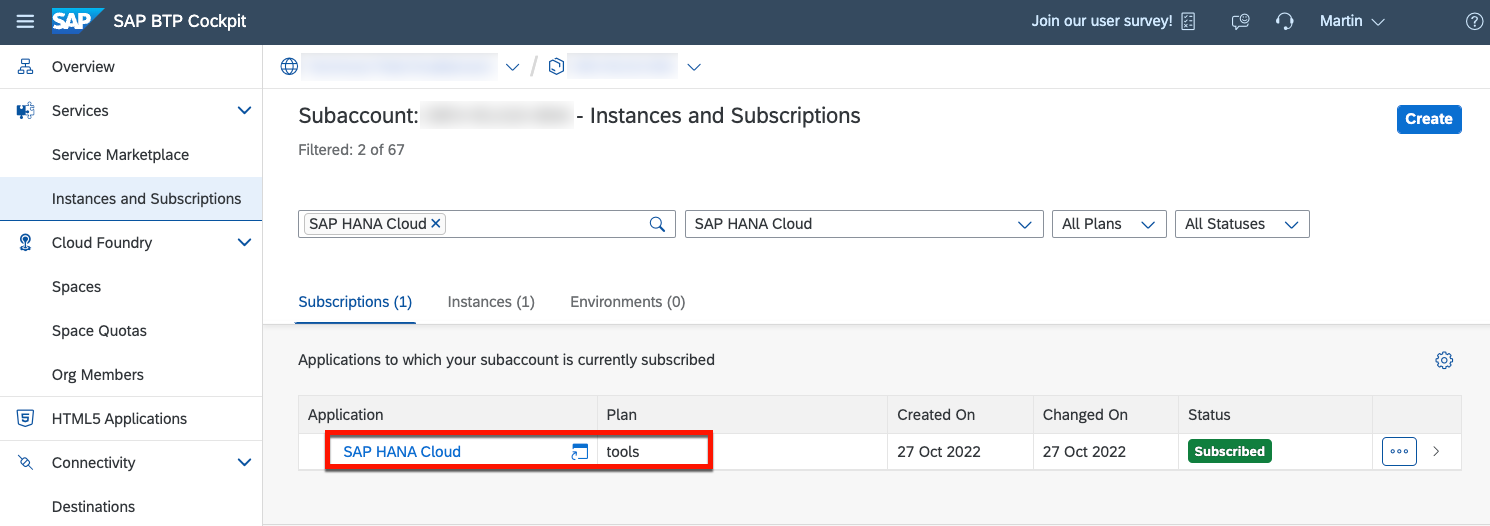 SAP SAP BTP Cockpit Join our user survey! Martin
Overview
Services
Service Marketplace
Instances and Subscriptions
Cloud Foundry
Spaces
Space Quotas
Org Members
HTML5 Applications
Connectivity
Destinations
/
Subaccount: - Instances and Subscriptions
Create
Filtered: 2 of 67
SAP HANA Cloud SAP HANA Cloud All Plans All Statuses
Subscriptions (1) Instances (1) Environments (0)
Applications to which your subaccount is currently subscribed
Application Plan Created On Changed On Status
SAP HANA Cloud tools 27 Oct 2022 27 Oct 2022 Subscribed